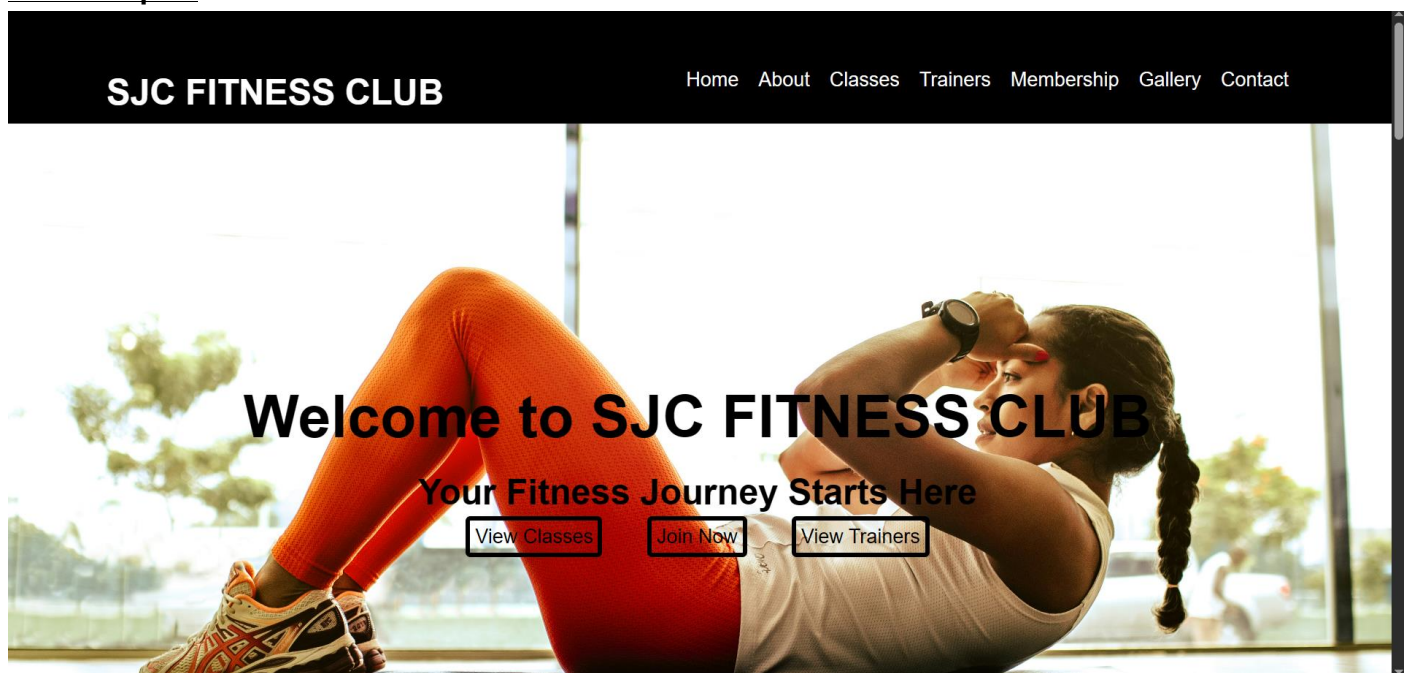 SJC FITNESS CLUB
Home About Classes Trainers Membership Gallery Contact
Welcome to SJC FITNESS CLUB
Your Fitness Journey Starts Here
View Classes Join Now View Trainers